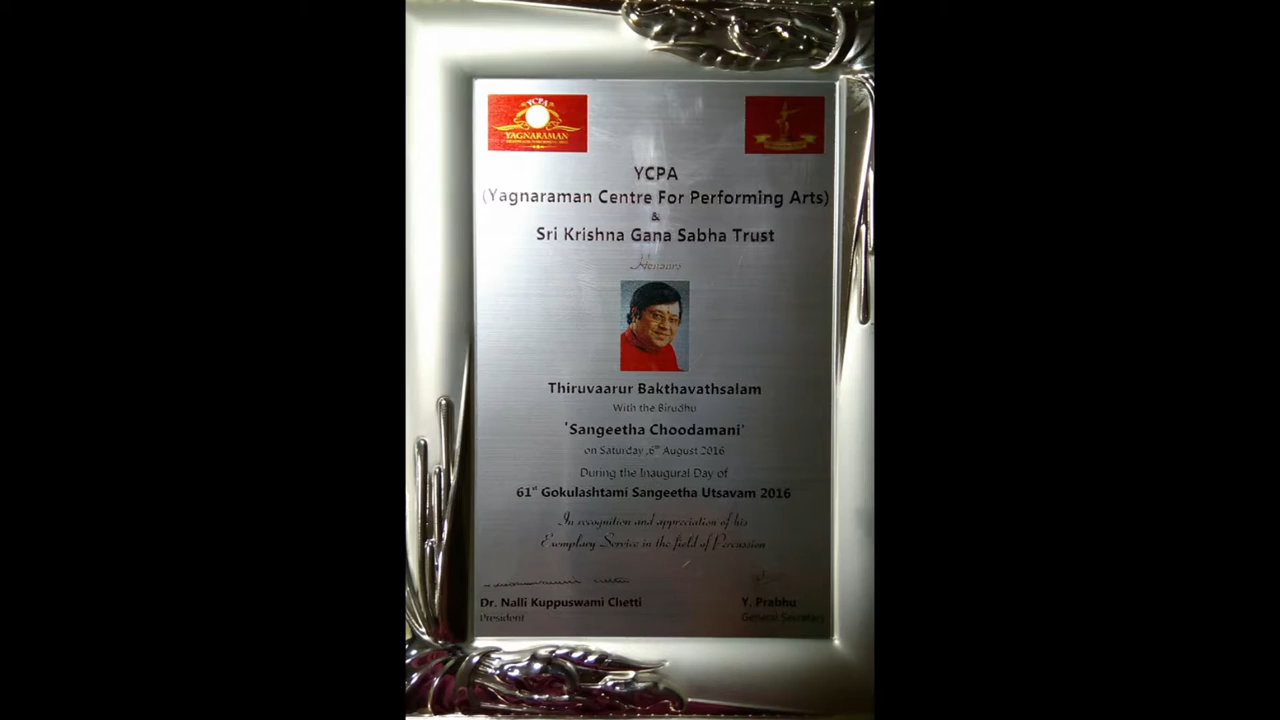 YCPA
YAGNARAMAN
YCPA
(Yagnaraman Centre For Performing Arts)
&
Sri Krishna Gana Sabha Trust
Honours
Thiruvaarur Bakthavathsalam
With the Birudhu
'Sangeetha Choodamani'
on Saturday ,6th August 2016
During the Inaugural Day of
61st Gokulashtami Sangeetha Utsavam 2016
In recognition and appreciation of his
Exemplary Service in the field of Percussion
Dr. Nalli Kuppuswami Chetti
President
Y. Prabhu
General Secretary